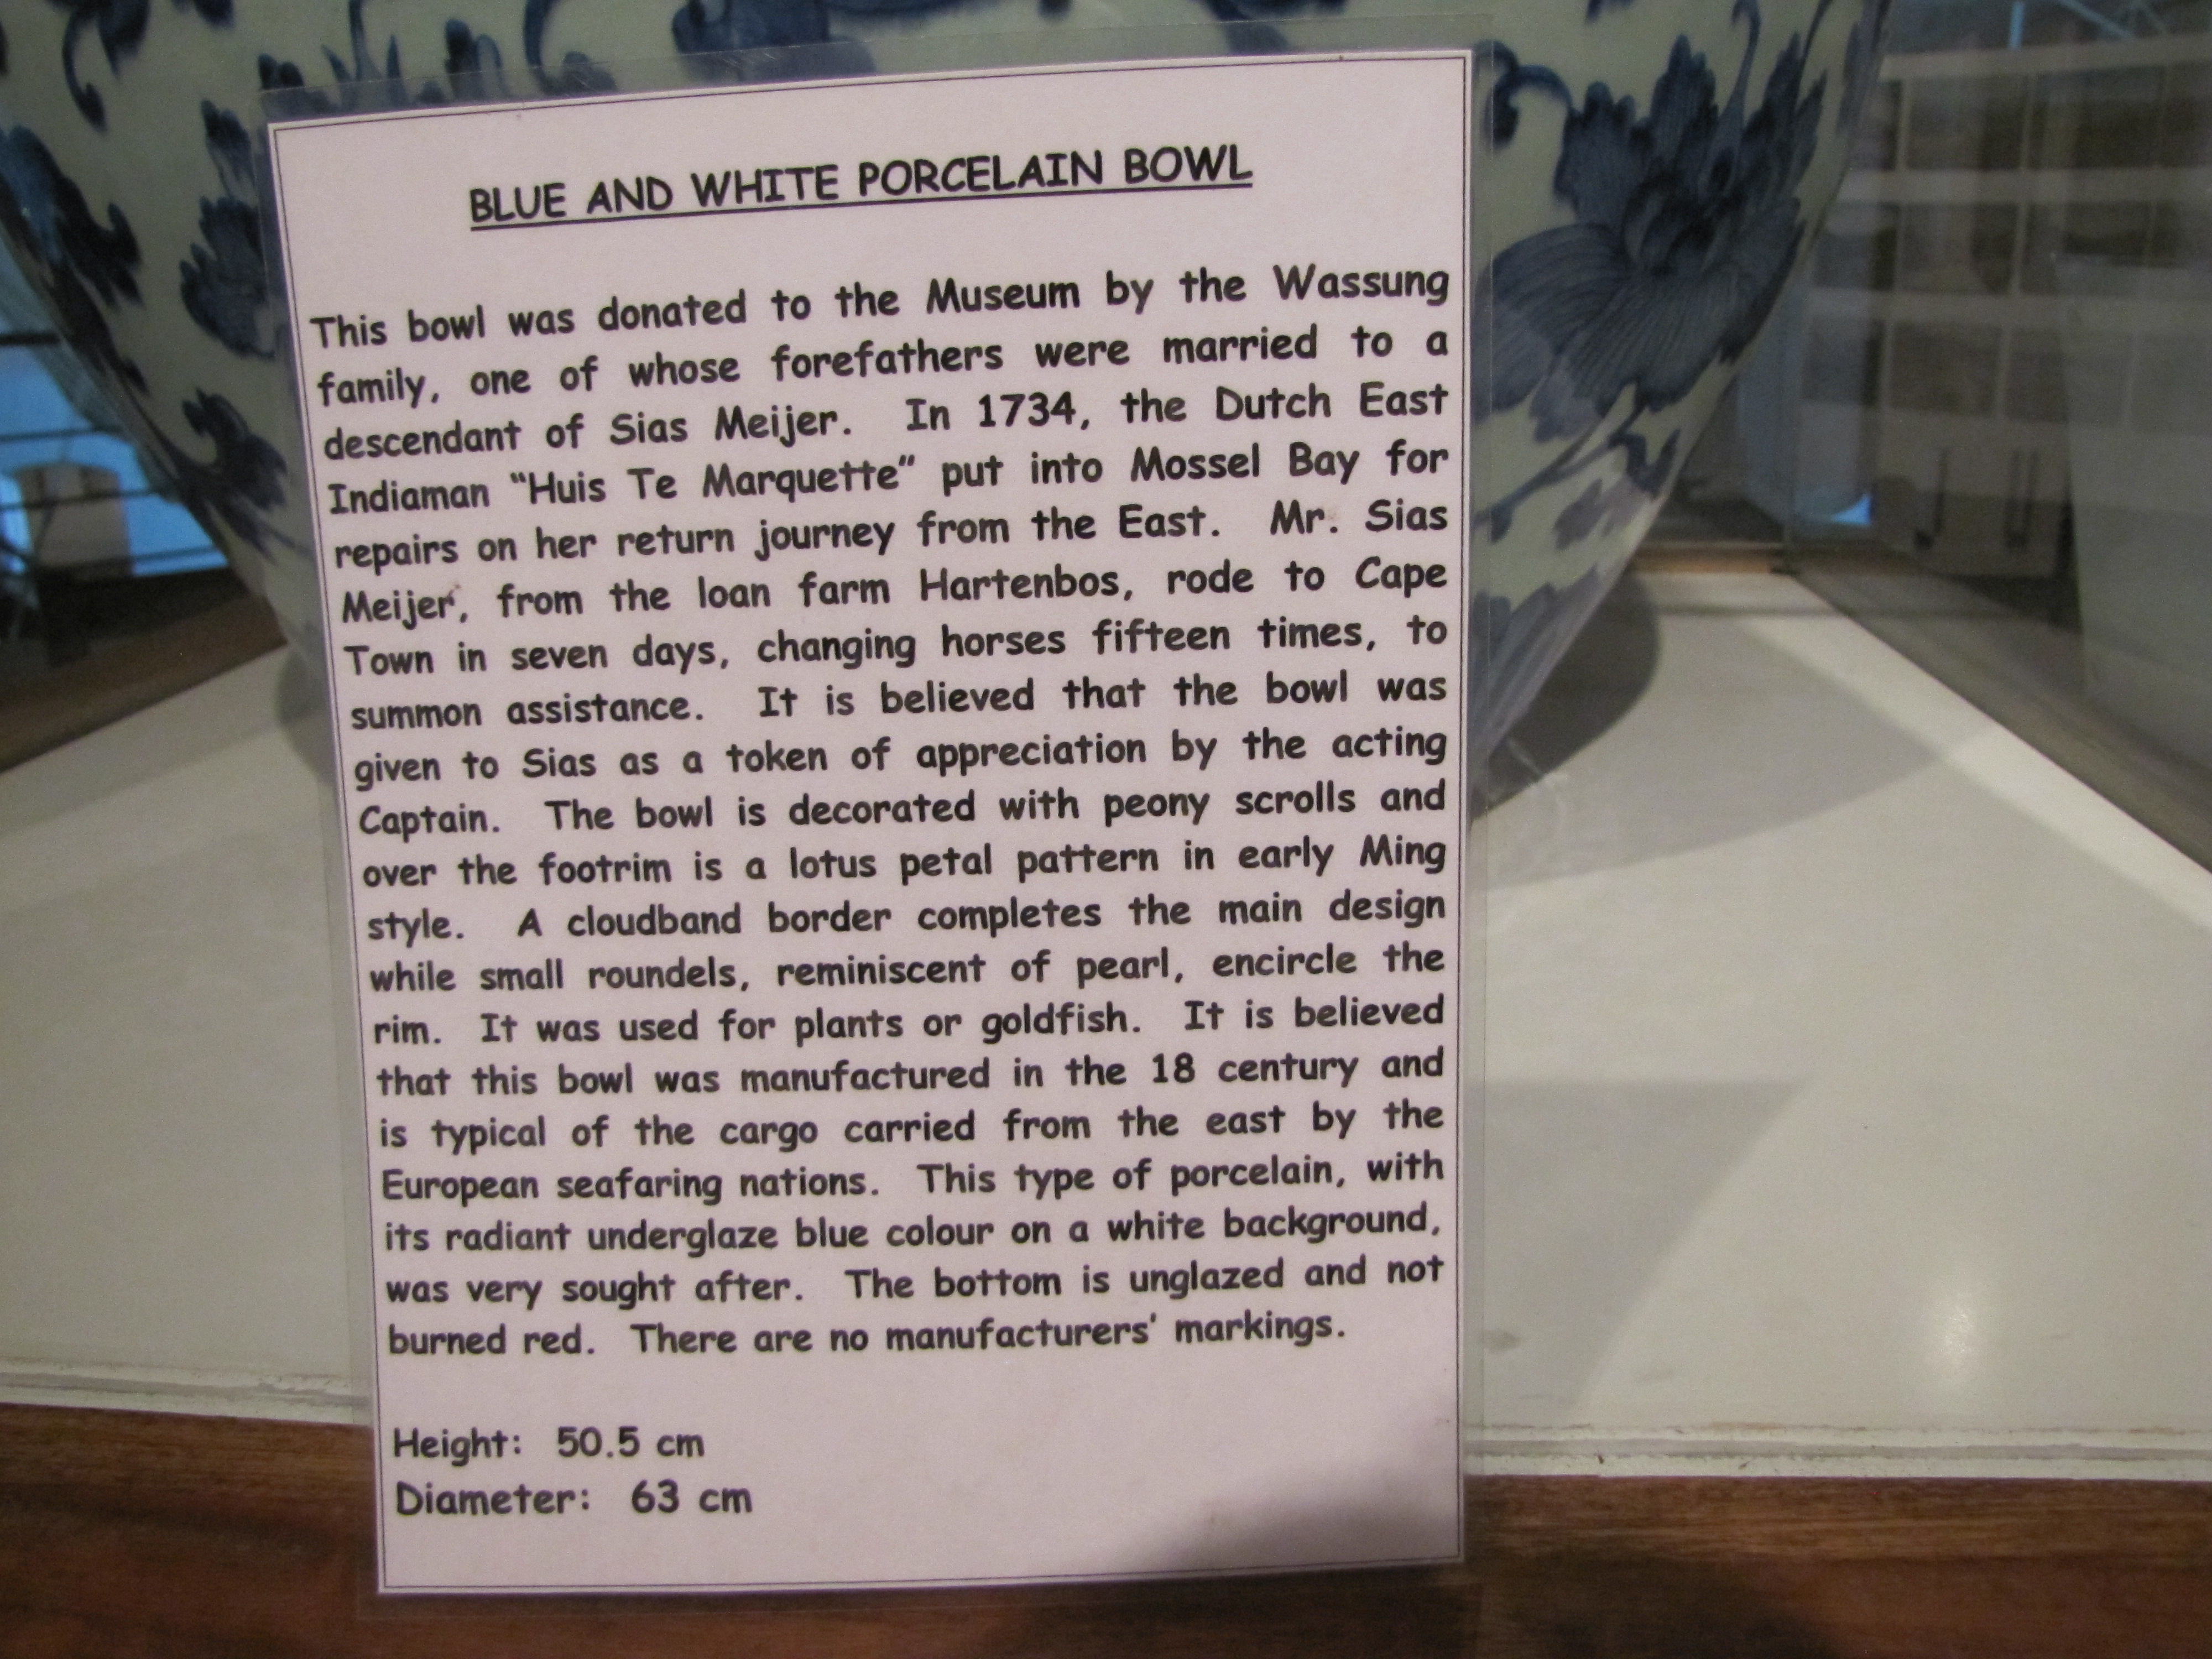 BLUE AND WHITE PORCELAIN BOWL
This bowl was donated to the Museum by the Wassung
family, one of whose forefathers were married to a
descendant of Sias Meijer. In 1734, the Dutch East
Indiaman “Huis Te Marquette” put into Mossel Bay for
repairs on her return journey from the East. Mr. Sias
Meijer, from the loan farm Hartenbos, rode to Cape
Town in seven days, changing horses fifteen times, to
summon assistance. It is believed that the bowl was
given to Sias as a token of appreciation by the acting
Captain. The bowl is decorated with peony scrolls and
over the footrim is a lotus petal pattern in early Ming
style. A cloudband border completes the main design
while small roundels, reminiscent of pearl, encircle the
rim. It was used for plants or goldfish. It is believed
that this bowl was manufactured in the 18 century and
is typical of the cargo carried from the east by the
European seafaring nations. This type of porcelain, with
its radiant underglaze blue colour on a white background,
was very sought after. The bottom is unglazed and not
burned red. There are no manufacturers' markings.
Height: 50.5 cm
Diameter: 63 cm